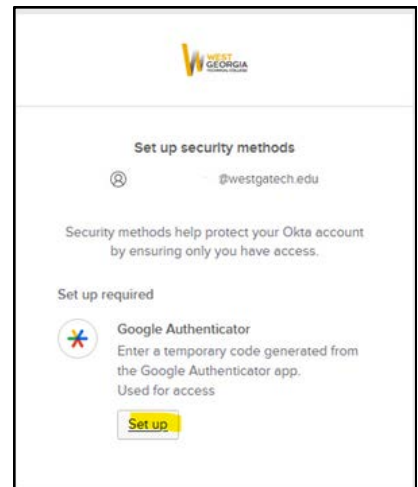 WEST
GEORGIA
TECHNICAL COLLEGE
Set up security methods
@westgatech.edu
Security methods help protect your Okta account
by ensuring only you have access.
Set up required
Google Authenticator
Enter a temporary code generated from
the Google Authenticator app.
Used for access
Set up